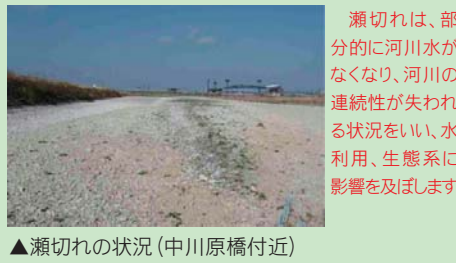 瀬切れは、部
分的に河川水が
なくなり、河川の
連続性が失われ
る状況をいい、水
利用、生態系に
影響を及ぼします
▲瀬切れの状況(中川原橋付近)